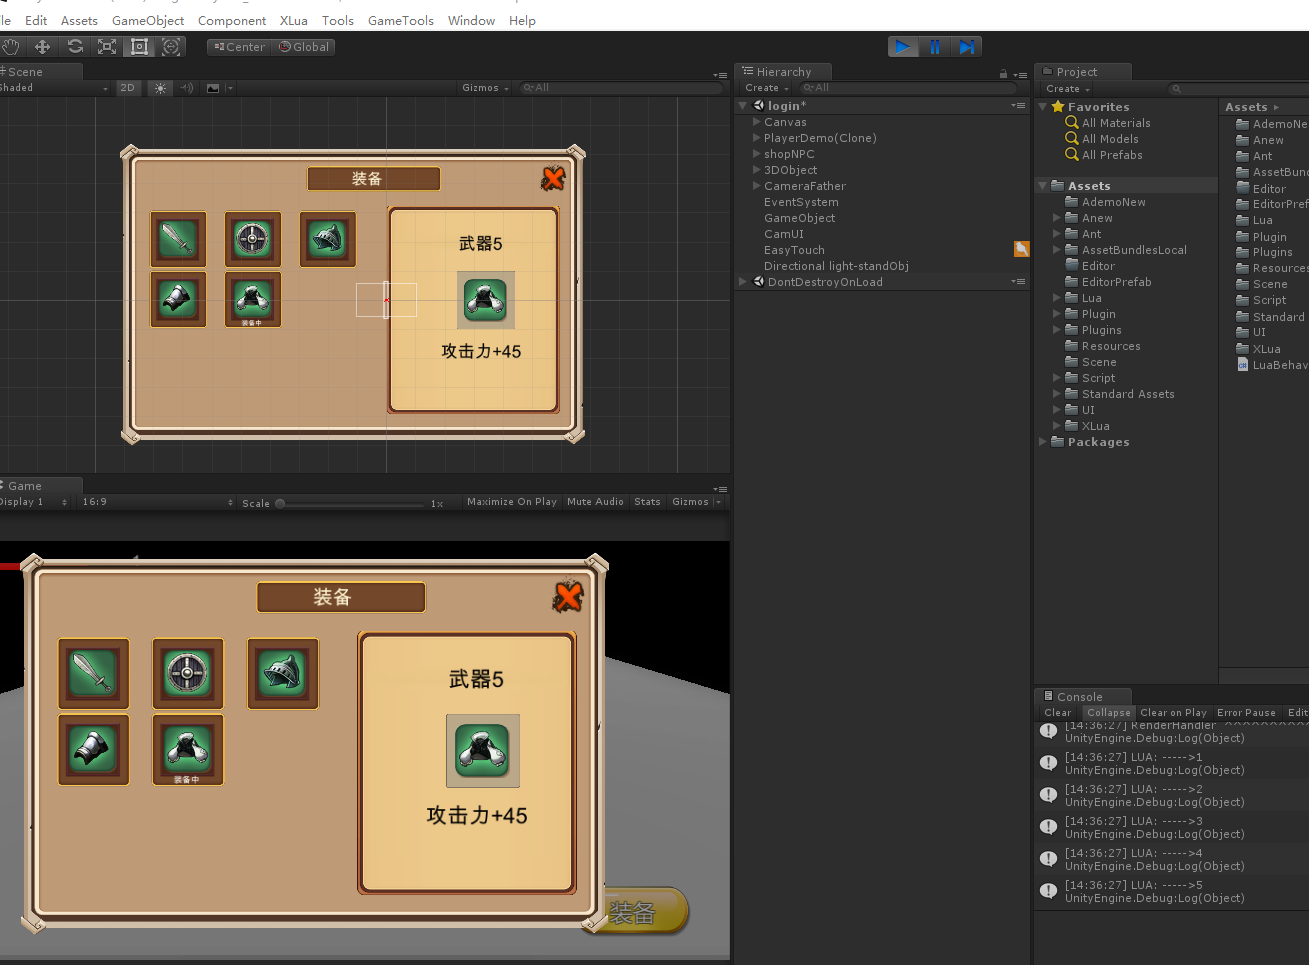 le Edit Assets GameObject Component XLua Tools GameTools Window Help
Center Global
Scene
Shaded 2D Gizmos All
装备
武器5
装备中
攻击力+45
Game
Display 1 16:9 Scale 1x Maximize On Play Mute Audio Stats Gizmos
装备
武器5
装备中
攻击力+45
装备
Hierarchy
Create All
login*
Canvas
PlayerDemo(Clone)
shopNPC
3DObject
CameraFather
EventSystem
GameObject
CamUI
EasyTouch
Directional light-standObj
DontDestroyOnLoad
Project
Create
Favorites
All Materials
All Models
All Prefabs
Assets
AdemoNew
Anew
Ant
AssetBundlesLocal
Editor
EditorPrefab
Lua
Plugin
Plugins
Resources
Scene
Script
Standard Assets
UI
XLua
Packages
Assets
AdemoNe
Anew
Ant
AssetBund
Editor
EditorPref
Lua
Plugin
Plugins
Resources
Scene
Script
Standard
UI
XLua
LuaBehav
Console
Clear Collapse Clear on Play Error Pause Edit
[14:36:27] RenderHandler
UnityEngine.Debug:Log(Object)
[14:36:27] LUA: ----->1
UnityEngine.Debug:Log(Object)
[14:36:27] LUA: ----->2
UnityEngine.Debug:Log(Object)
[14:36:27] LUA: ----->3
UnityEngine.Debug:Log(Object)
[14:36:27] LUA: ----->4
UnityEngine.Debug:Log(Object)
[14:36:27] LUA: ----->5
UnityEngine.Debug:Log(Object)